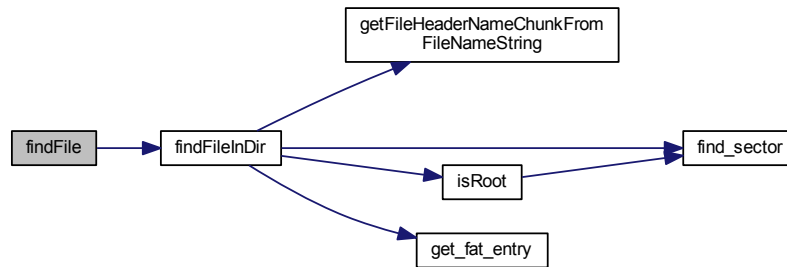 getFileHeaderNameChunkFrom
FileNameString
findFile
findFileInDir
find_sector
isRoot
get_fat_entry